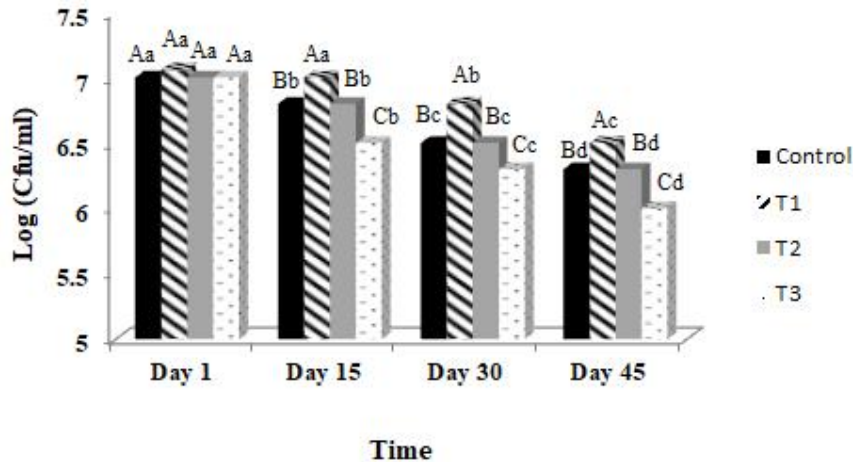 7.5
7
6.5
6
5.5
5
Log (Cfu/ml)
Aa Aa Aa Aa
Bb Aa Bb Cb
Bc Ab Bc Cc
Bd Ac Bd Cd
Day 1 Day 15 Day 30 Day 45
Time
Control
T1
T2
T3